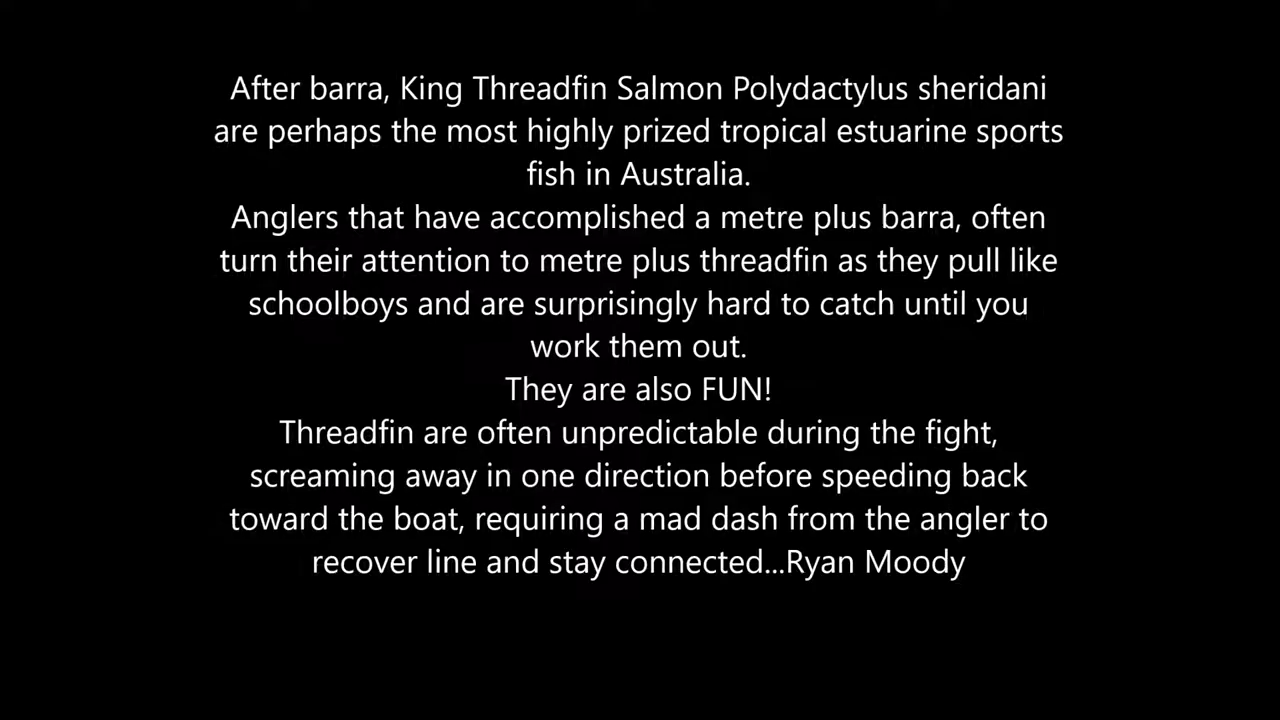 After barra, King Threadfin Salmon Polydactylus sheridani
are perhaps the most highly prized tropical estuarine sports
fish in Australia.
Anglers that have accomplished a metre plus barra, often
turn their attention to metre plus threadfin as they pull like
schoolboys and are surprisingly hard to catch until you
work them out.
They are also FUN!
Threadfin are often unpredictable during the fight,
screaming away in one direction before speeding back
toward the boat, requiring a mad dash from the angler to
recover line and stay connected...Ryan Moody